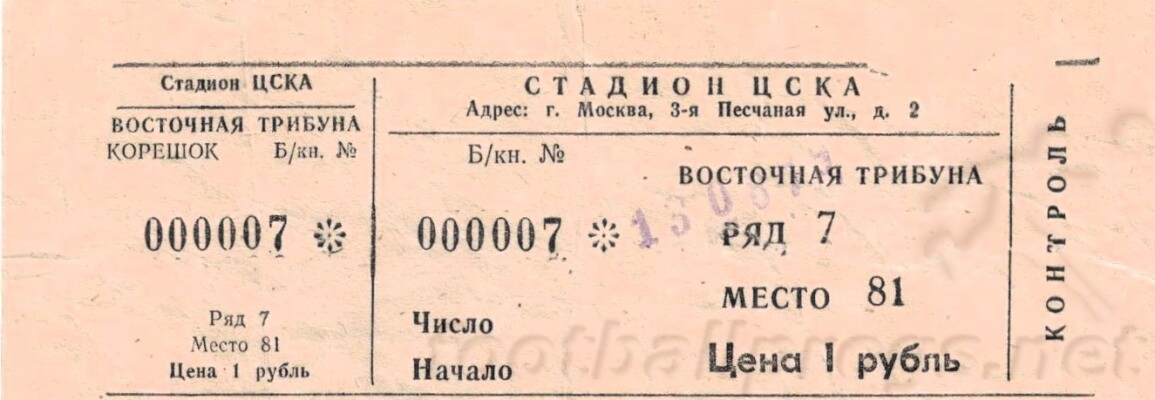 Стадион ЦСКА
ВОСТОЧНАЯ ТРИБУНА
КОРЕШОК Б/кн. №
000007
Ряд 7
Место 81
Цена 1 рубль
СТАДИОН ЦСКА
Адрес: г. Москва, 3-я Песчаная ул., д. 2
Б/кн. №
ВОСТОЧНАЯ ТРИБУНА
000007
РЯД 7
МЕСТО 81
Число
Начало
Цена 1 рубль
КОНТРОЛЬ